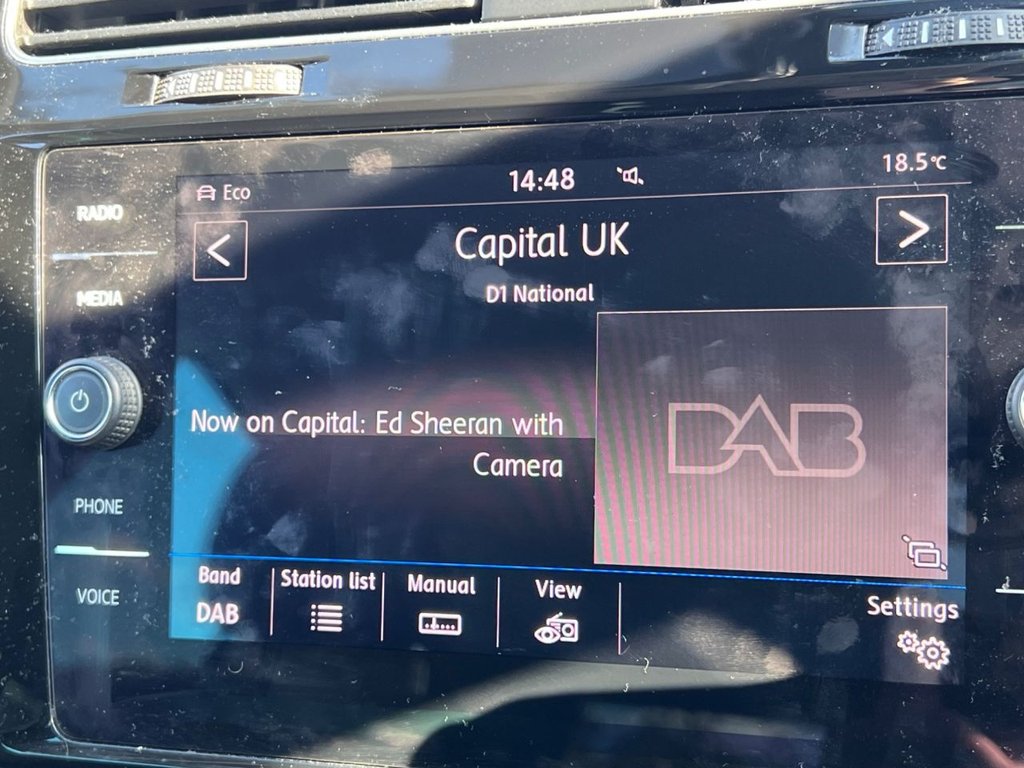 Eco
14:48
18.5°C
RADIO
Capital UK
D1 National
MEDIA
Now on Capital: Ed Sheeran with
Camera
DAB
PHONE
VOICE
Band
DAB
Station list
Manual
View
Settings